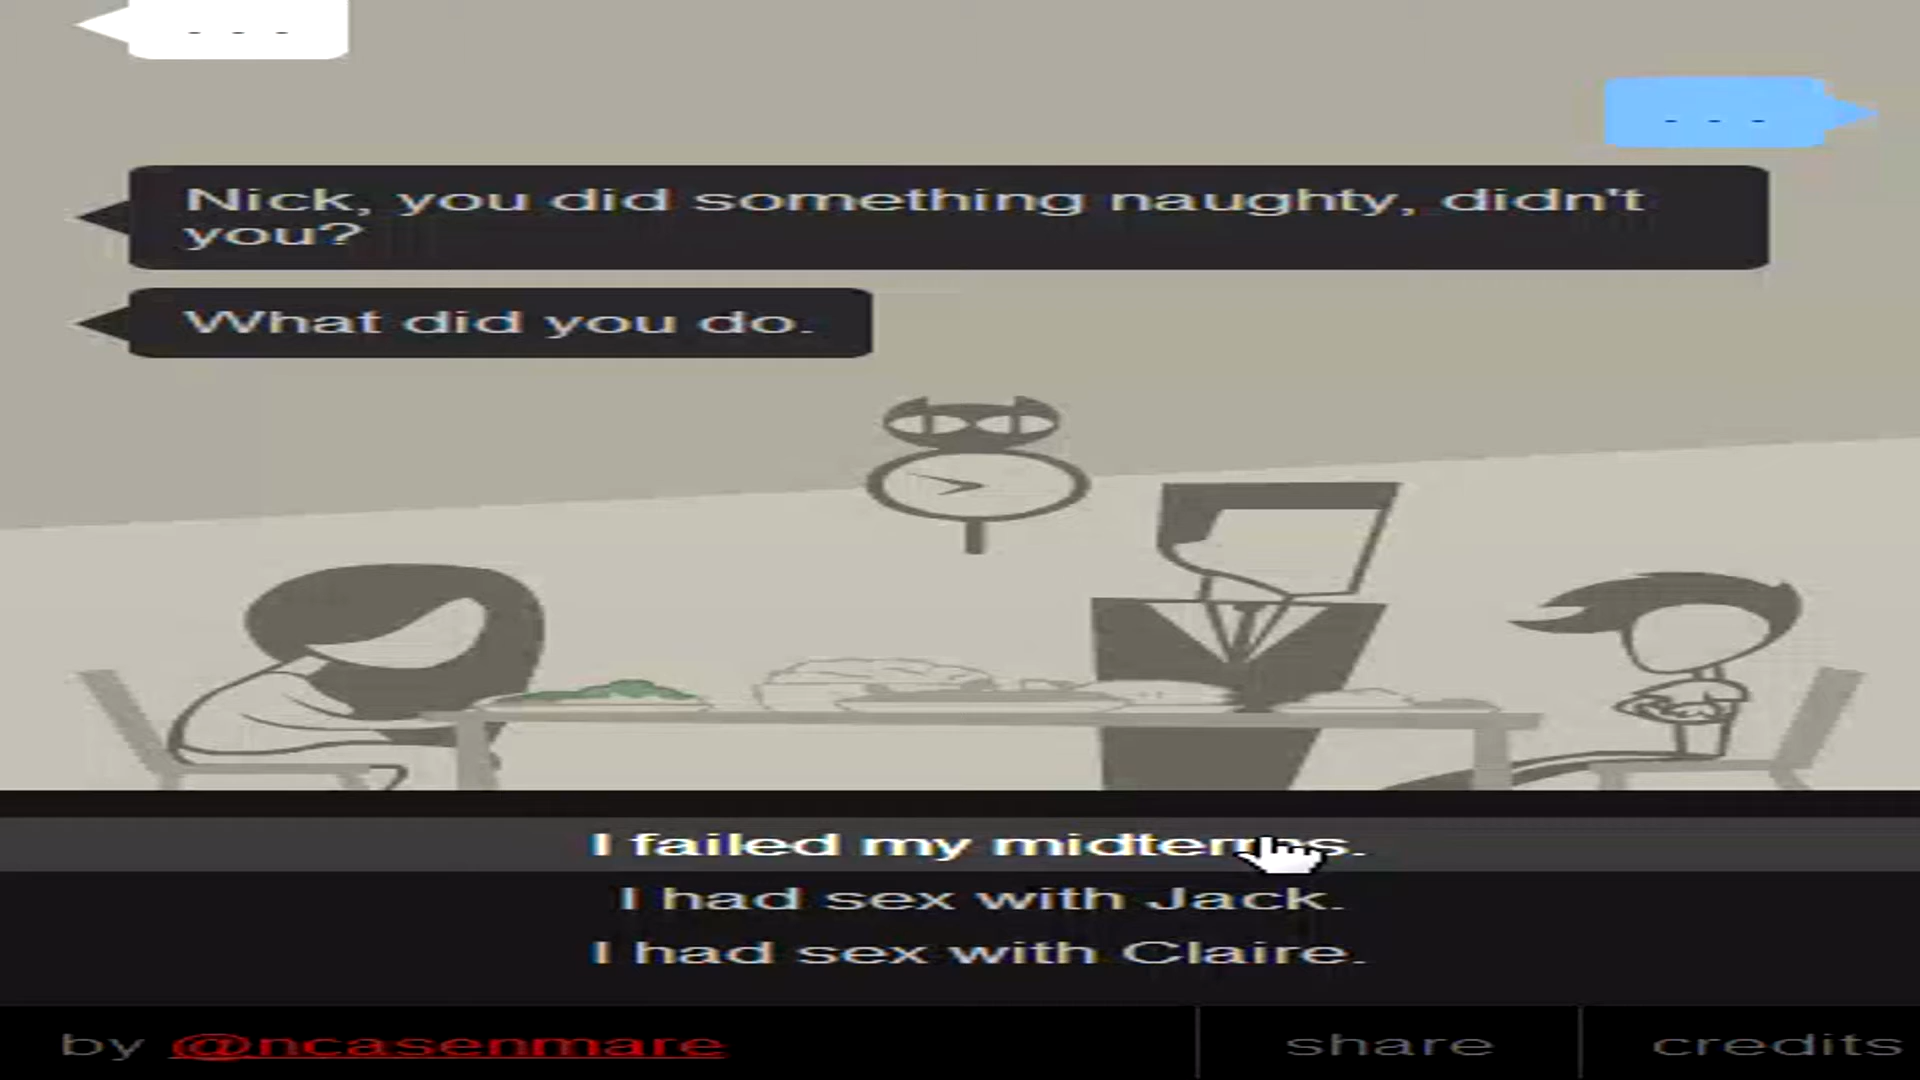 . . .
. . .
Nick, you did something naughty, didn't
you?
What did you do.
I failed my midterms.
I had sex with Jack.
I had sex with Claire.
by @ncasenmare
share
credits